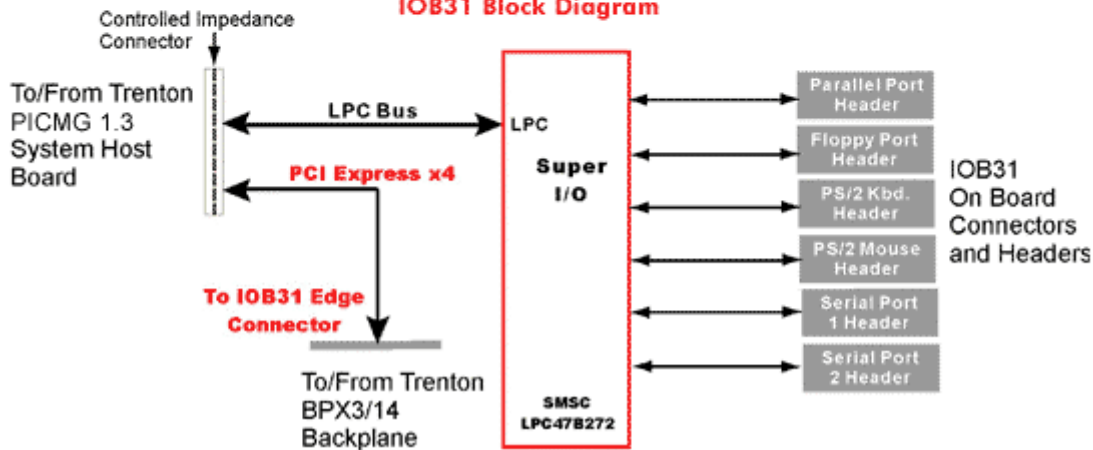 IOB31 Block Diagram
Controlled Impedance
Connector
To/From Trenton
PICMG 1.3
System Host
Board
LPC Bus
PCI Express x4
To IOB31 Edge
Connector
To/From Trenton
BPX3/14
Backplane
LPC
Super
I/O
SMSC
LPC47B272
Parallel Port
Header
Floppy Port
Header
PS/2 Kbd.
Header
PS/2 Mouse
Header
Serial Port
1 Header
Serial Port
2 Header
IOB31
On Board
Connectors
and Headers